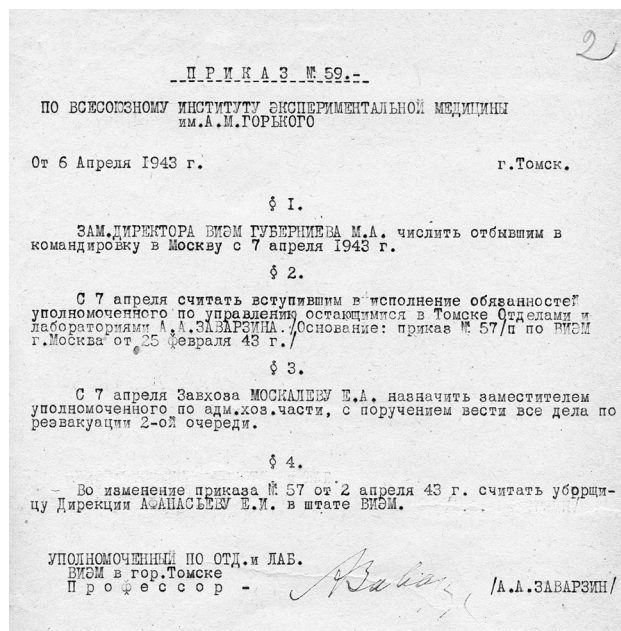 2
П Р И К А З № 59.-
ПО ВСЕСОЮЗНОМУ ИНСТИТУТУ ЭКСПЕРИМЕНТАЛЬНОЙ МЕДИЦИНЫ
им.А.М.ГОРЬКОГО
От 6 Апреля 1943 г. г.Томск.
§ 1.
ЗАМ.ДИРЕКТОРА ВИЭМ ГУБЕРНИЕВА М.А. числить отбывшим в
командировку в Москву с 7 апреля 1943 г.
§ 2.
С 7 апреля считать вступившим в исполнение обязанностей
уполномоченного по управлению остающимися в Томске Отделами и
лабораториями А.А.ЗАВАРЗИНА./Основание: приказ № 57/п по ВИЭМ
г.Москва от 25 февраля 43 г./
§ 3.
С 7 апреля Завхоза МОСКАЛЕВУ Е.А. назначить заместителем
уполномоченного по адм.хоз.части, с поручением вести все дела по
реэвакуации 2-ой очереди.
§ 4.
Во изменение приказа № 57 от 2 апреля 43 г. считать уборщи-
цу Дирекции АФАНАСЬЕВУ Е.И. в штате ВИЭМ.
УПОЛНОМОЧЕННЫЙ ПО ОТД.и ЛАБ.
ВИЭМ в гор.Томске
П р о ф е с с о р - /А.А.ЗАВАРЗИН/